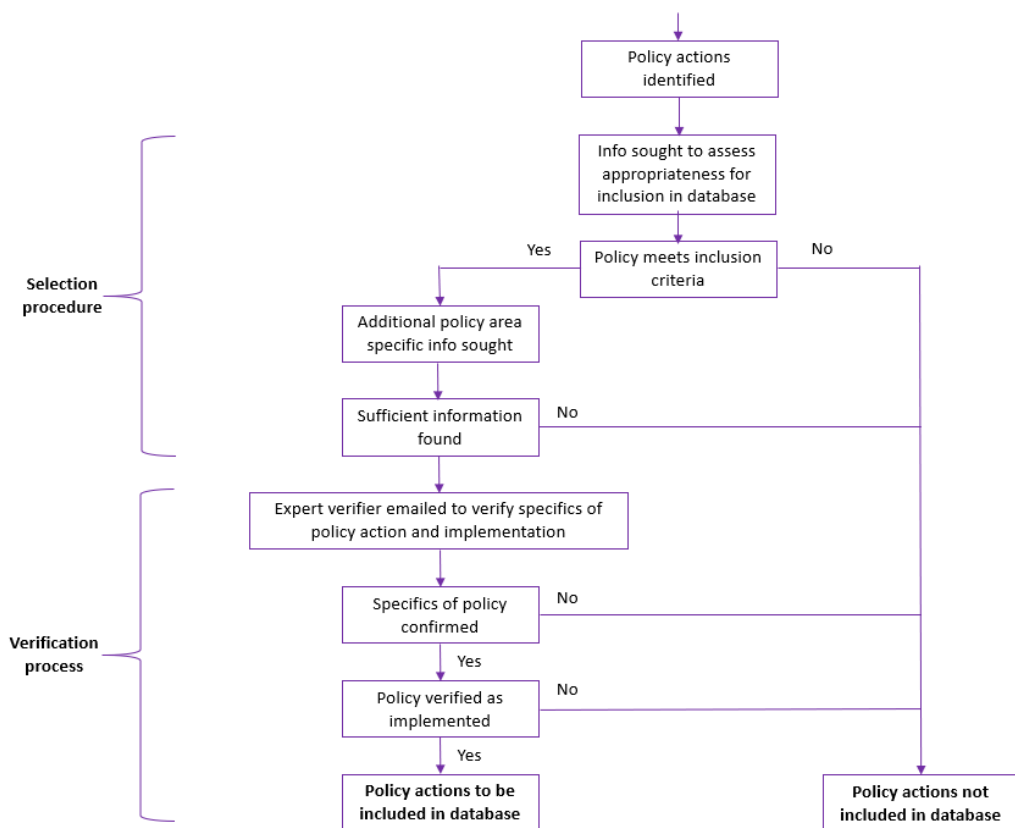 Policy actions
identified
Info sought to assess
appropriateness for
inclusion in database
Yes
Policy meets inclusion
criteria
No
Selection
procedure
Additional policy area
specific info sought
Sufficient information
found
No
Expert verifier emailed to verify specifics of
policy action and implementation
Specifics of policy
confirmed
No
Verification
process
Yes
Policy verified as
implemented
No
Yes
Policy actions to be
included in database
Policy actions not
included in database